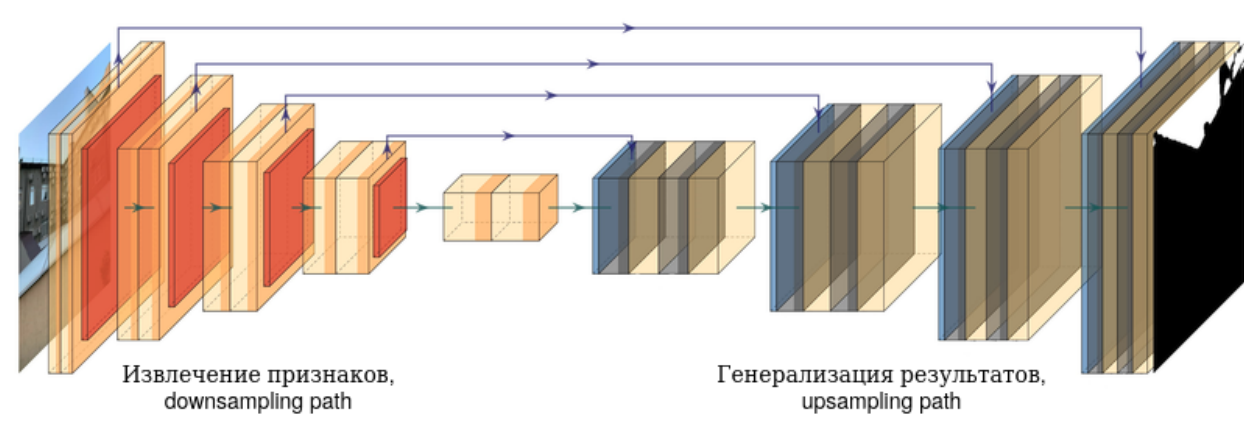 Извлечение признаков,
downsampling path
Генерализация результатов,
upsampling path